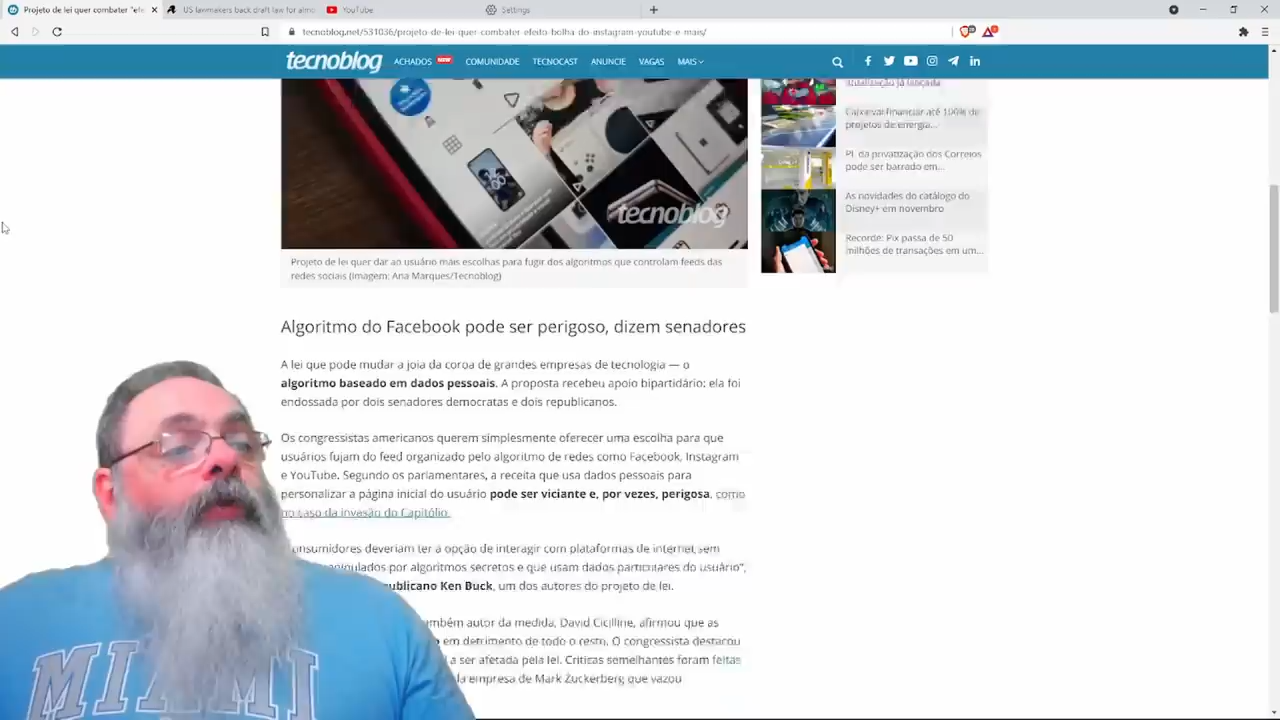 Projeto de lei quer combater "efe
US lawmakers back draft law for almo
YouTube
Settings
tecnoblog.net/531036/projeto-de-lei-quer-combater-efeito-bolha-do-instagram-youtube-e-mais/
tecnoblog
ACHADOS NEW
COMUNIDADE
TECNOCAST
ANUNCIE
VAGAS
MAIS
tecnoblog
atualização já lançada
Caixa vai financiar até 100% de
projetos de energia...
PL da privatização dos Correios
pode ser barrado em...
As novidades do catálogo do
Disney+ em novembro
Recorde: Pix passa de 50
milhões de transações em um...
Projeto de lei quer dar ao usuário mais escolhas para fugir dos algoritmos que controlam feeds das
redes sociais (Imagem: Ana Marques/Tecnoblog)
Algoritmo do Facebook pode ser perigoso, dizem senadores
A lei que pode mudar a joia da coroa de grandes empresas de tecnologia — o
algoritmo baseado em dados pessoais. A proposta recebeu apoio bipartidário: ela foi
endossada por dois senadores democratas e dois republicanos.
Os congressistas americanos querem simplesmente oferecer uma escolha para que
usuários fujam do feed organizado pelo algoritmo de redes como Facebook, Instagram
e YouTube. Segundo os parlamentares, a receita que usa dados pessoais para
personalizar a página inicial do usuário pode ser viciante e, por vezes, perigosa, como
no caso da invasão do Capitólio.
onsumidores deveriam ter a opção de interagir com plataformas de internet sem
nipulados por algoritmos secretos e que usam dados particulares do usuário",
ublicano Ken Buck, um dos autores do projeto de lei.
mbém autor da medida, David Cicilline, afirmou que as
o em detrimento de todo o resto. O congressista destacou
a ser afetada pela lei. Críticas semelhantes foram feitas
da empresa de Mark Zuckerberg que vazou
MIAMI